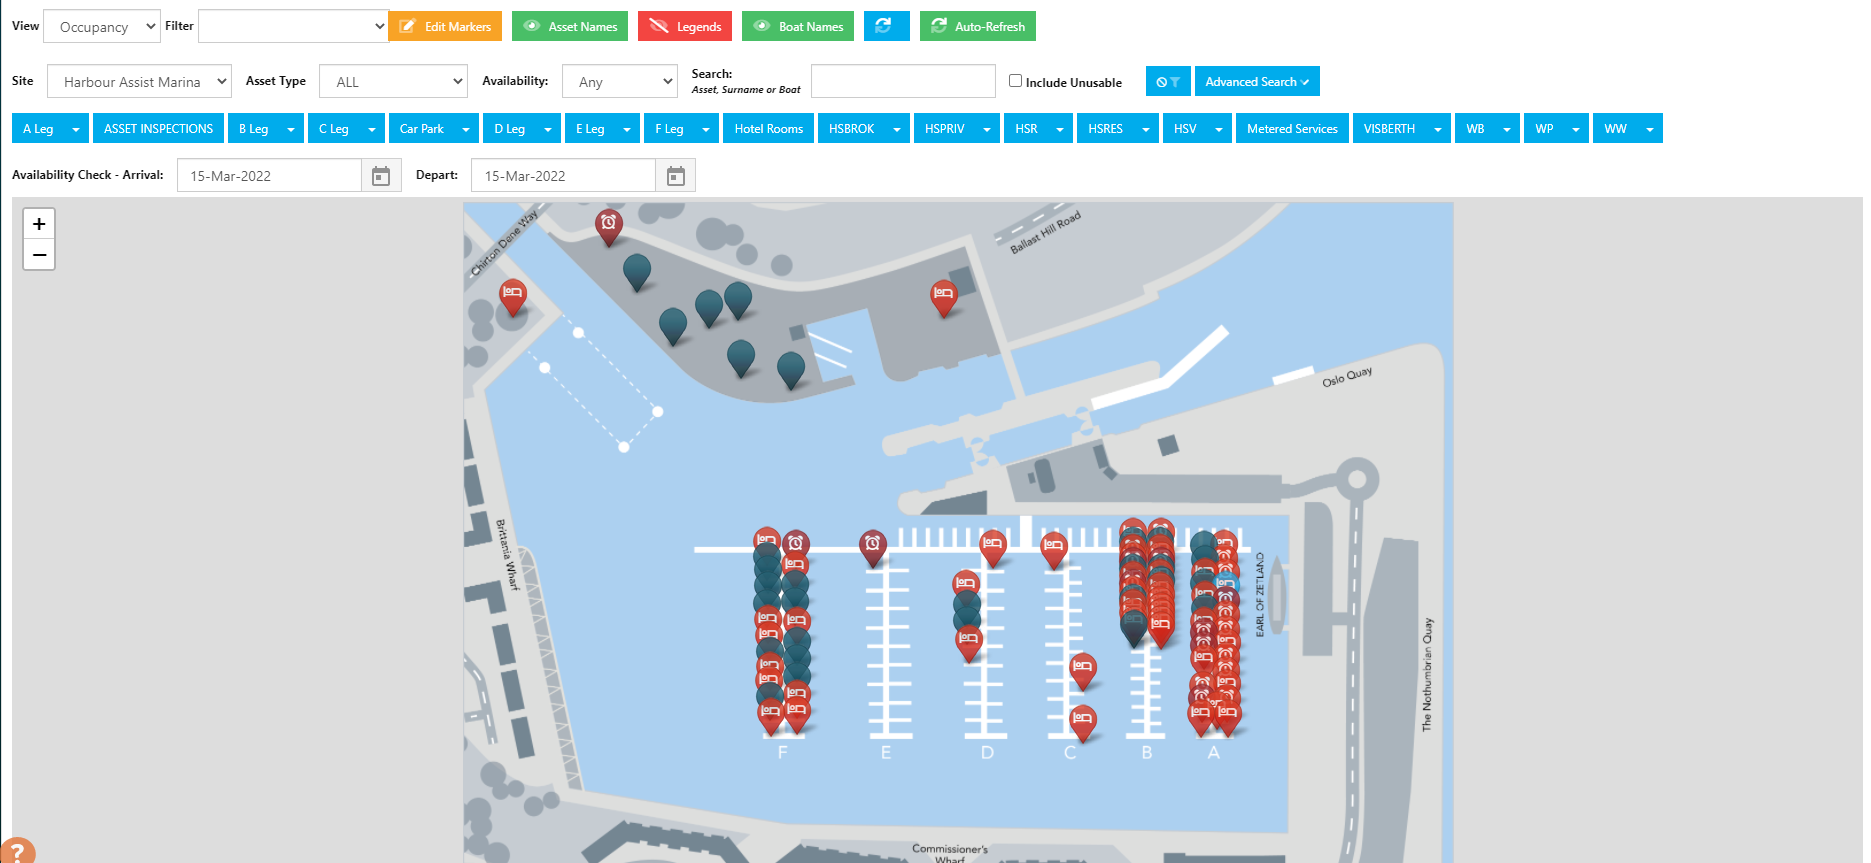 View Occupancy Filter Edit Markers Asset Names Legends Boat Names Auto-Refresh
Site Harbour Assist Marina Asset Type ALL Availability: Any Search: Asset, Surname or Boat Include Unusable Advanced Search
A Leg ASSET INSPECTIONS B Leg C Leg Car Park D Leg E Leg F Leg Hotel Rooms HSBROK HSPRIV HSR HSRES HSV Metered Services VISBERTH WB WP WW
Availability Check - Arrival: 15-Mar-2022 Depart: 15-Mar-2022
+
−
Chirton Dene Way
Ballast Hill Road
Oslo Quay
Brittania Wharf
EARL OF ZETLAND
The Nothumbrian Quay
F E D C B A
Commissioner's
Wharf
?